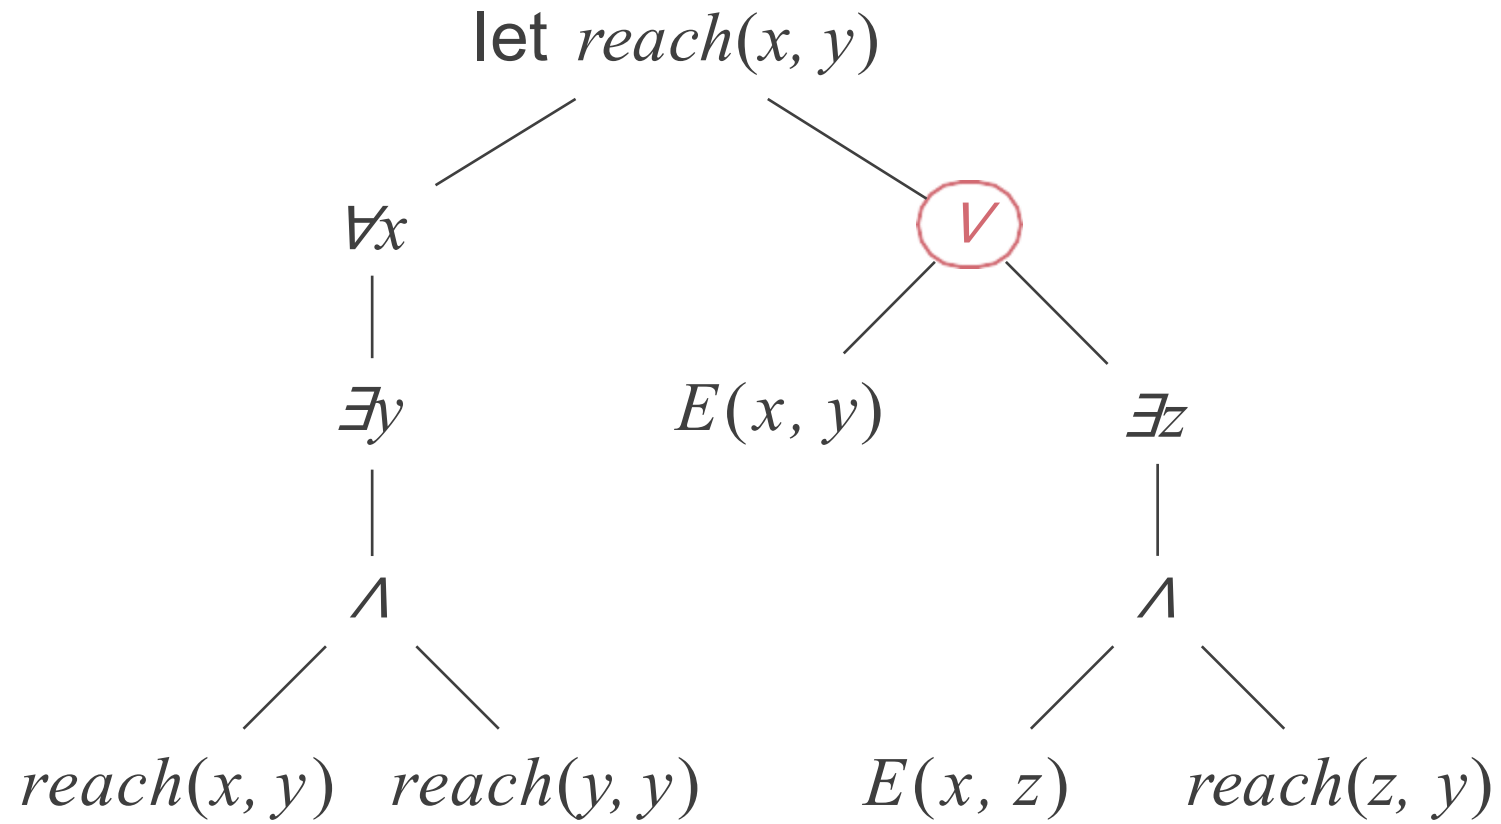 let reach(x, y)
∀x ∨
∃y E(x, y) ∃z
∧ ∧
reach(x, y) reach(y, y) E(x, z) reach(z, y)